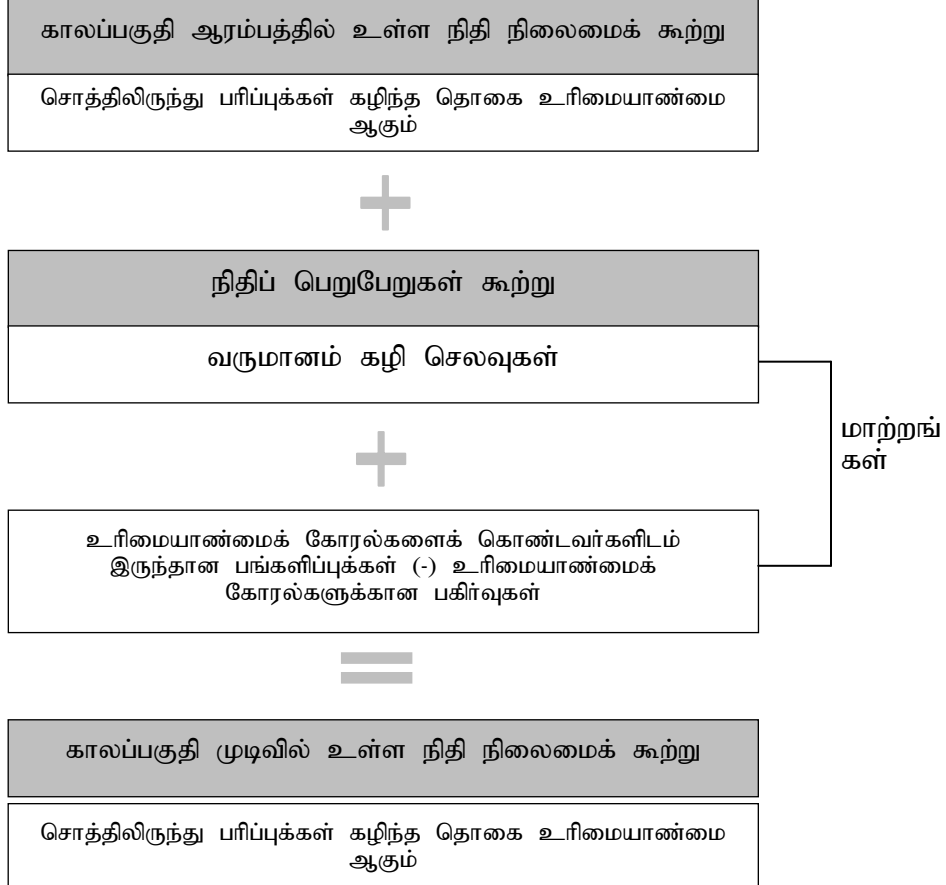 காலப்பகுதி ஆரம்பத்தில் உள்ள நிதி நிலைமைக் கூற்று
சொத்திலிருந்து பரிப்புக்கள் கழிந்த தொகை உரிமையாண்மை
ஆகும்
+
நிதிப் பெறுபேறுகள் கூற்று
வருமானம் கழி செலவுகள்
மாற்றங்
கள்
+
உரிமையாண்மைக் கோரல்களைக் கொண்டவர்களிடம்
இருந்தான பங்களிப்புக்கள் (-) உரிமையாண்மைக்
கோரல்களுக்கான பகிர்வுகள்
=
காலப்பகுதி முடிவில் உள்ள நிதி நிலைமைக் கூற்று
சொத்திலிருந்து பரிப்புக்கள் கழிந்த தொகை உரிமையாண்மை
ஆகும்